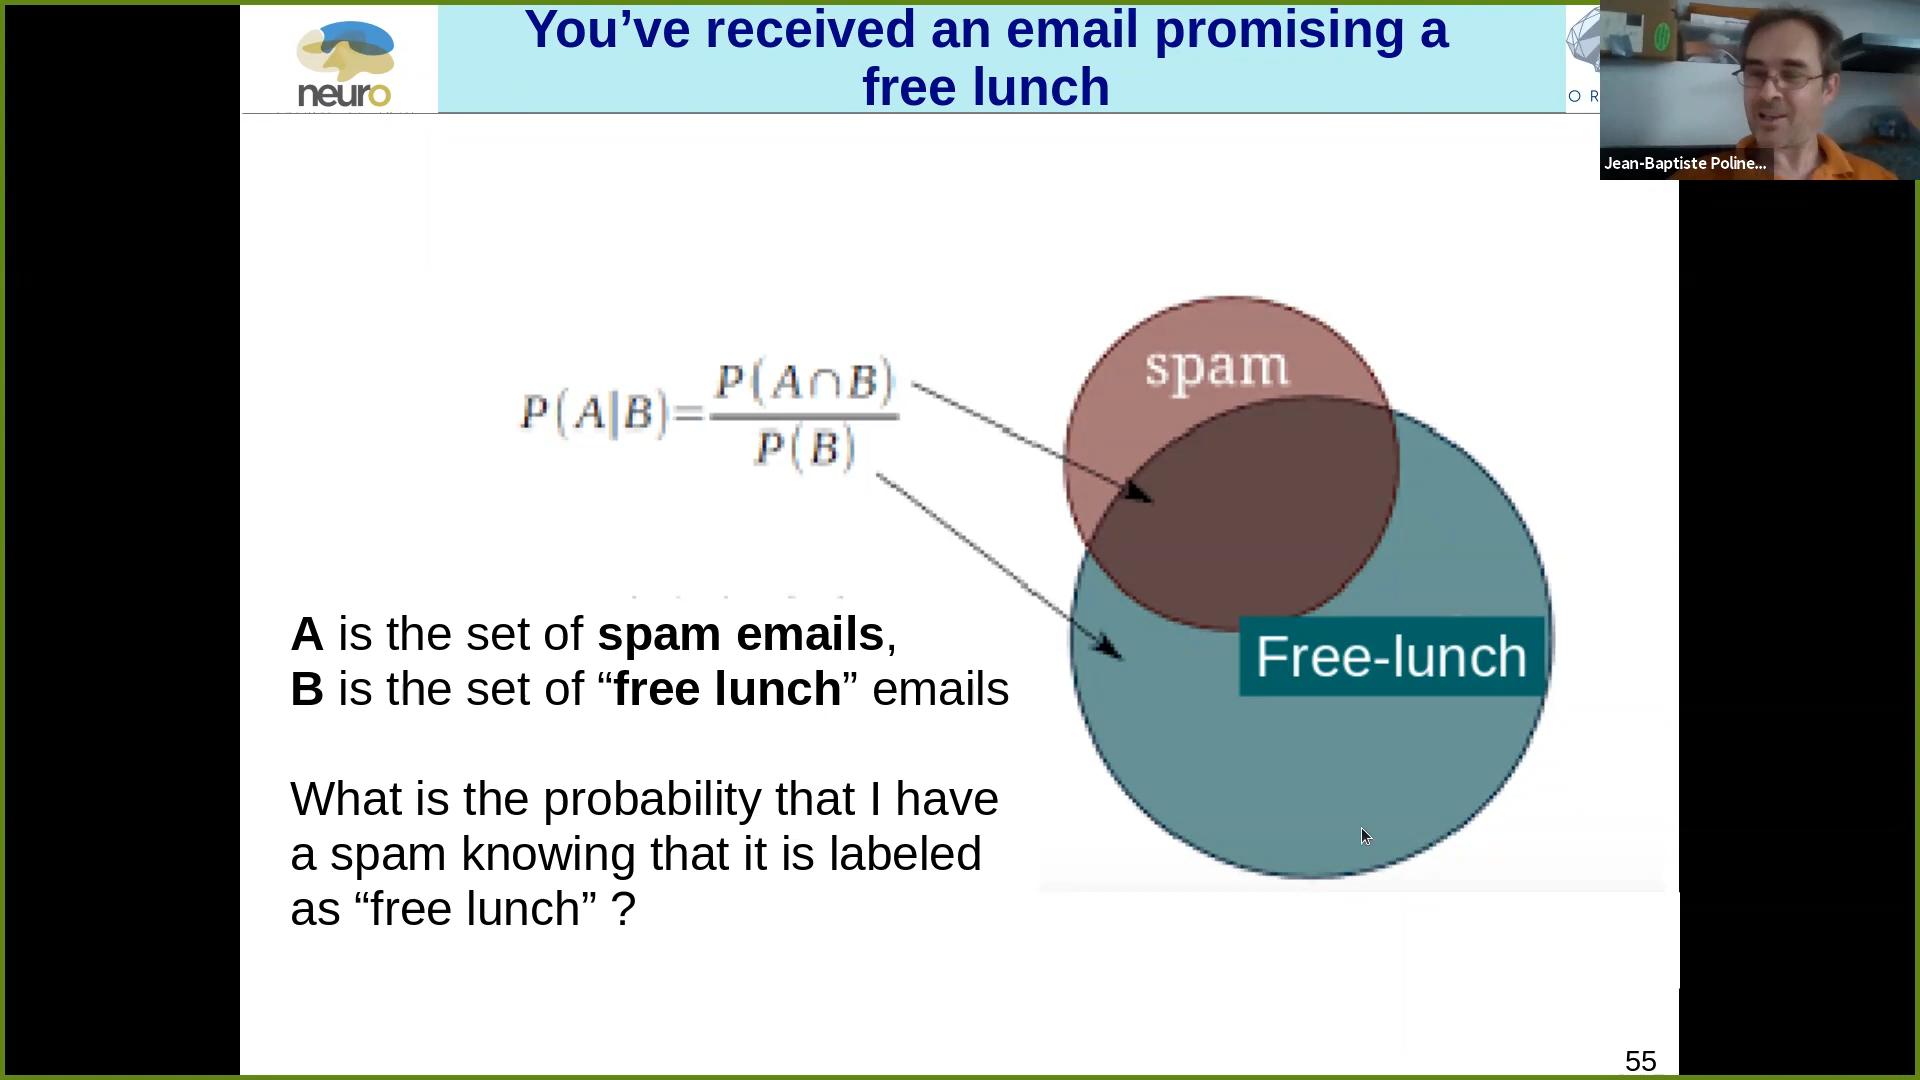 You’ve received an email promising a
free lunch
neuro
O R
Jean-Baptiste Poline...
spam
P(A|B)=P(A∩B)
P(B)
A is the set of spam emails,
B is the set of “free lunch” emails
Free-lunch
What is the probability that I have
a spam knowing that it is labeled
as “free lunch” ?
55